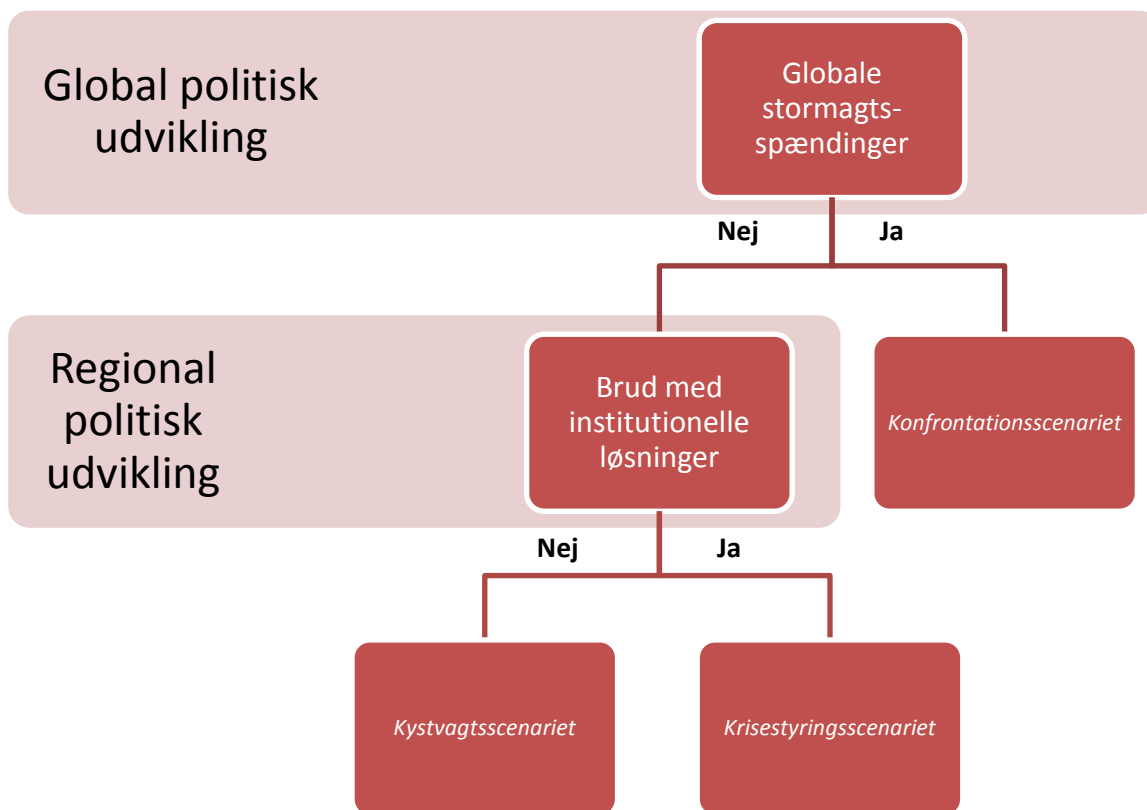 Global politisk
udvikling
Globale
stormagts-
spændinger
Nej
Ja
Regional
politisk
udvikling
Brud med
institutionelle
løsninger
Konfrontationsscenariet
Nej
Ja
Kystvagtsscenariet
Krisestyringsscenariet